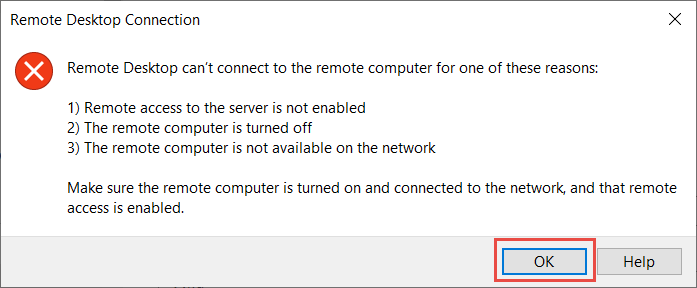 Remote Desktop Connection
Remote Desktop can't connect to the remote computer for one of these reasons:
1) Remote access to the server is not enabled
2) The remote computer is turned off
3) The remote computer is not available on the network
Make sure the remote computer is turned on and connected to the network, and that remote
access is enabled.
OK
Help